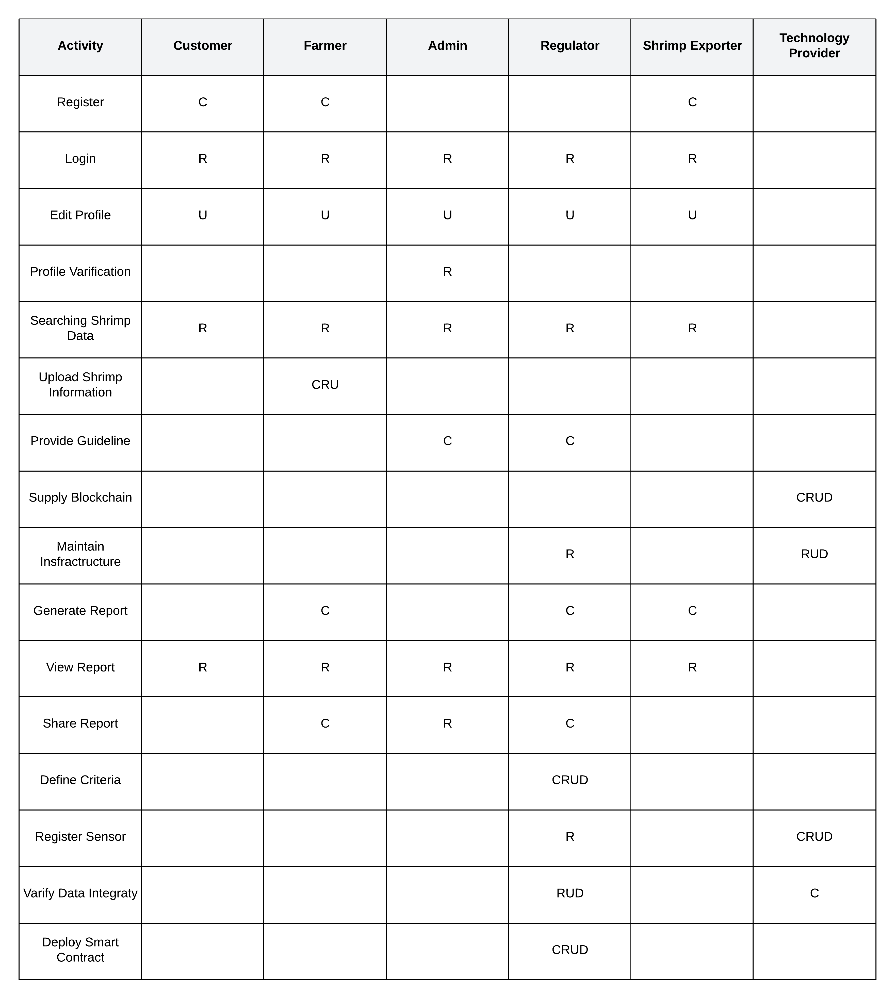 Activity Customer Farmer Admin Regulator Shrimp Exporter Technology
Provider
Register C C C
Login R R R R R
Edit Profile U U U U U
Profile Varification R
Searching Shrimp
Data R R R R R
Upload Shrimp
Information CRU
Provide Guideline C C
Supply Blockchain CRUD
Maintain
Insfractructure R RUD
Generate Report C C C
View Report R R R R R
Share Report C R C
Define Criteria CRUD
Register Sensor R CRUD
Varify Data Integraty RUD C
Deploy Smart
Contract CRUD